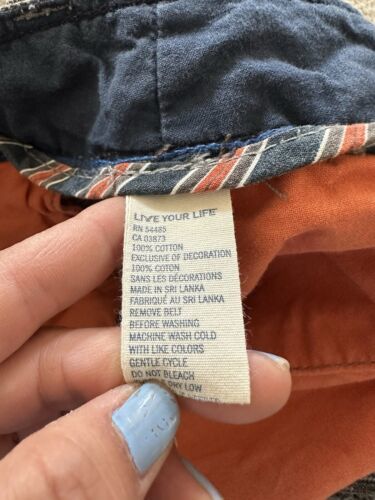 LIVE YOUR LIFE
RN 54485
CA 03873
100% COTTON
EXCLUSIVE OF DECORATION
100% COTON
SANS LES DÉCORATIONS
MADE IN SRI LANKA
FABRIQUÉ AU SRI LANKA
REMOVE BELT
BEFORE WASHING
MACHINE WASH COLD
WITH LIKE COLORS
GENTLE CYCLE
DO NOT BLEACH
DRY LOW